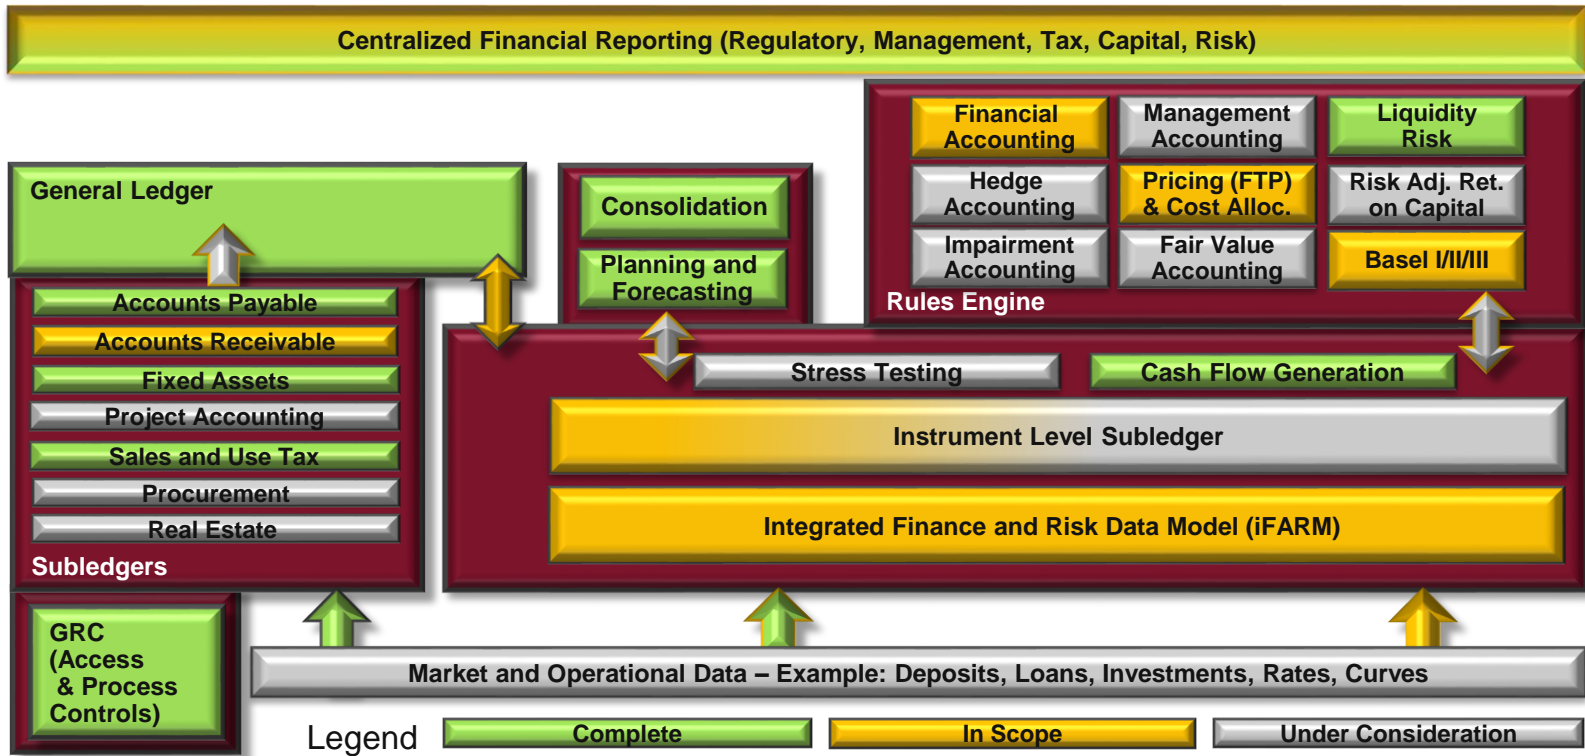 Centralized Financial Reporting (Regulatory, Management, Tax, Capital, Risk)
Financial
Accounting
Management
Accounting
Liquidity
Risk
Hedge
Accounting
Pricing (FTP)
& Cost Alloc.
Risk Adj. Ret.
on Capital
Impairment
Accounting
Fair Value
Accounting
Basel I/II/III
Rules Engine
General Ledger
Consolidation
Planning and
Forecasting
Accounts Payable
Accounts Receivable
Fixed Assets
Project Accounting
Sales and Use Tax
Procurement
Real Estate
Subledgers
Stress Testing
Cash Flow Generation
Instrument Level Subledger
Integrated Finance and Risk Data Model (iFARM)
GRC
(Access
& Process
Controls)
Market and Operational Data – Example: Deposits, Loans, Investments, Rates, Curves
Legend
Complete
In Scope
Under Consideration